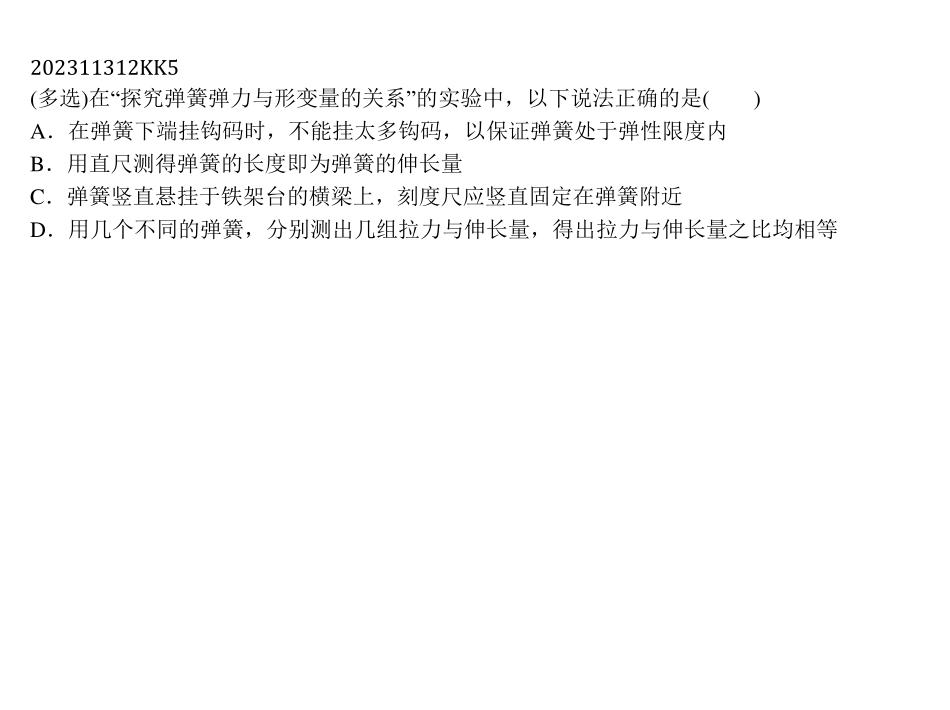 202311312KK5
(多选)在“探究弹簧弹力与形变量的关系”的实验中，以下说法正确的是(　　)
A．在弹簧下端挂钩码时，不能挂太多钩码，以保证弹簧处于弹性限度内
B．用直尺测得弹簧的长度即为弹簧的伸长量
C．弹簧竖直悬挂于铁架台的横梁上，刻度尺应竖直固定在弹簧附近
D．用几个不同的弹簧，分别测出几组拉力与伸长量，得出拉力与伸长量之比均相等